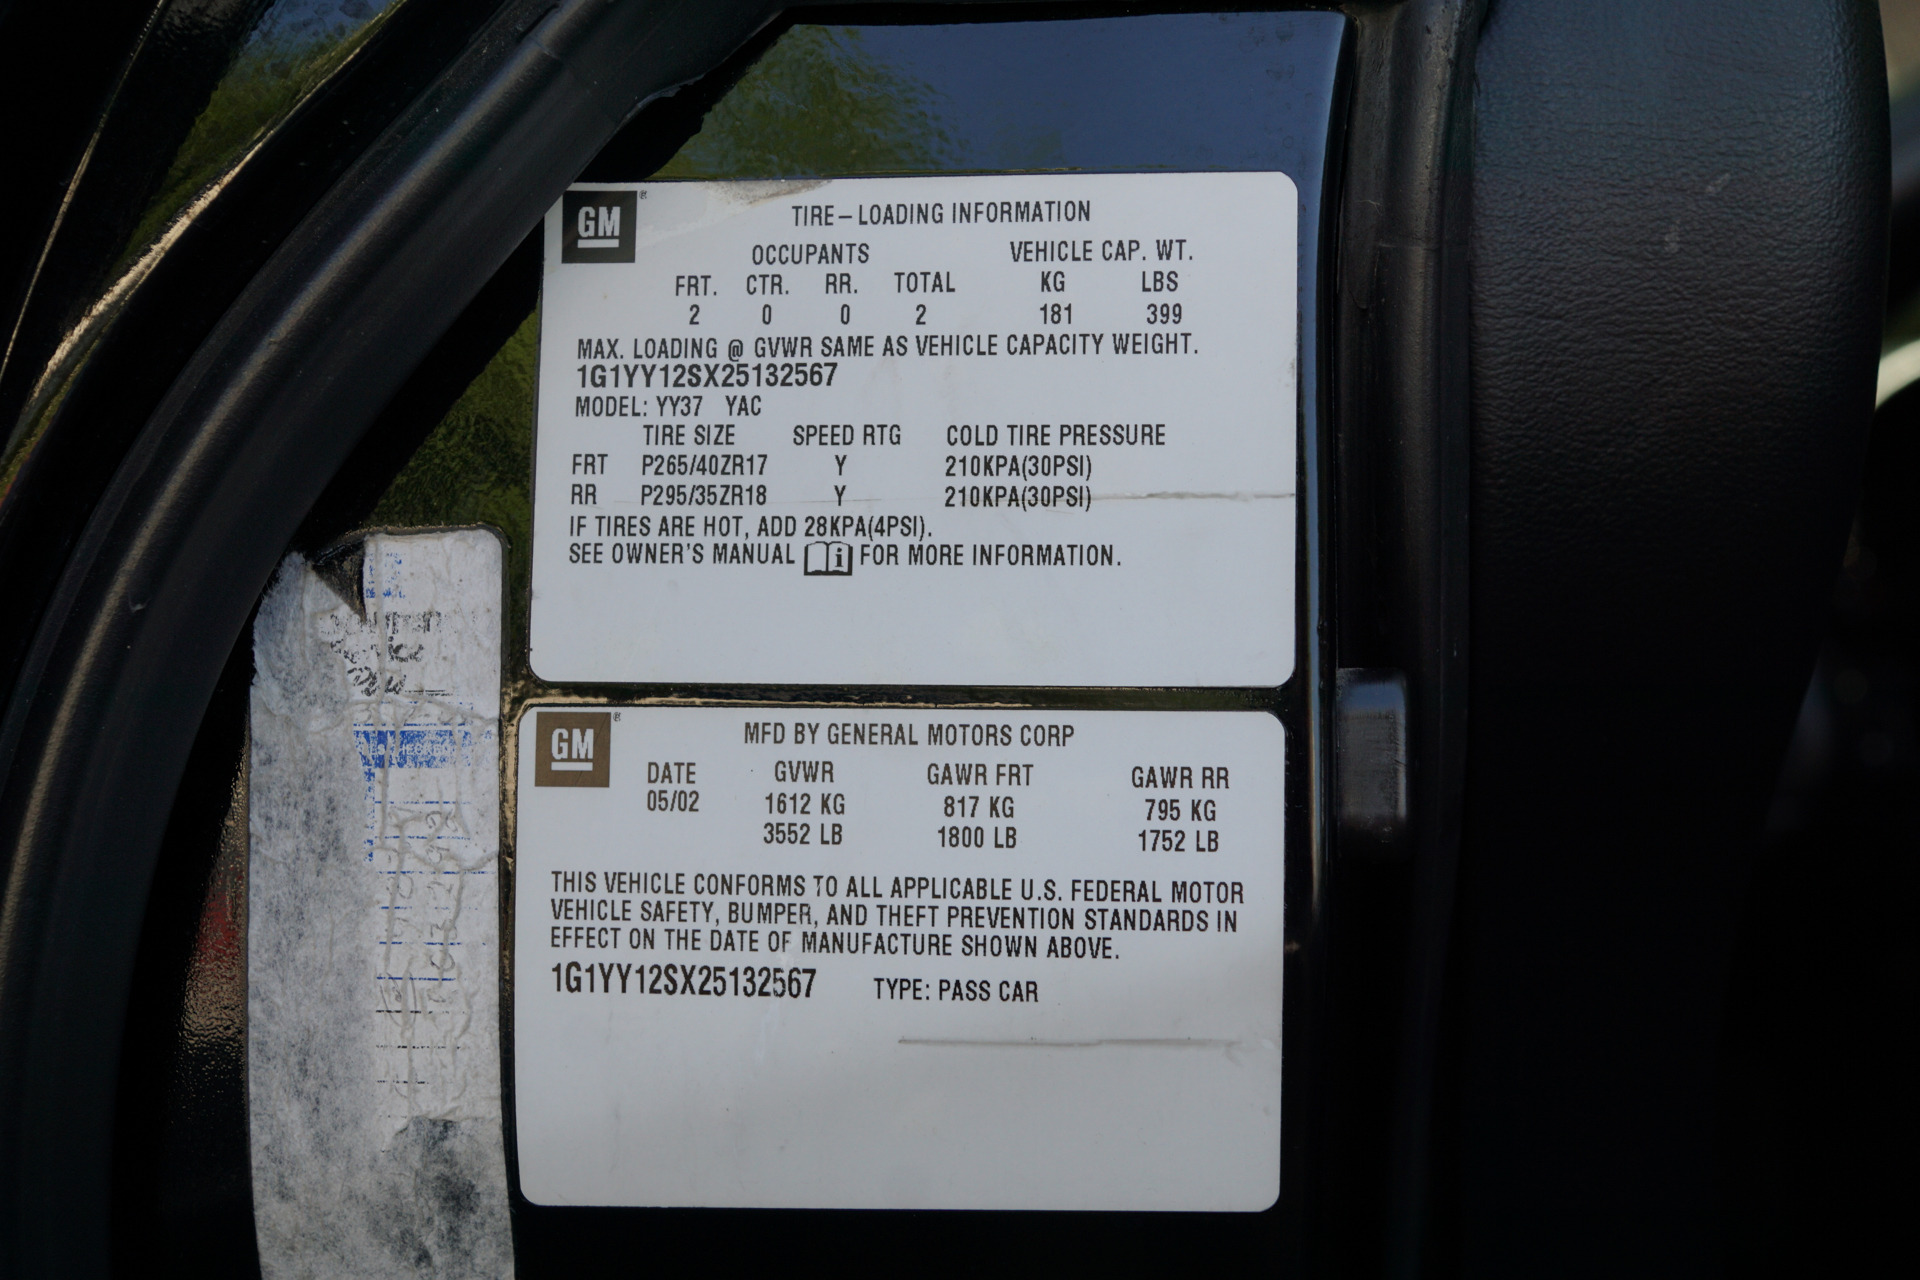 GM
TIRE-LOADING INFORMATION
OCCUPANTS VEHICLE CAP. WT.
FRT. CTR. RR. TOTAL KG LBS
2 0 0 2 181 399
MAX. LOADING @ GVWR SAME AS VEHICLE CAPACITY WEIGHT.
1G1YY12SX25132567
MODEL: YY37 YAC
TIRE SIZE SPEED RTG COLD TIRE PRESSURE
FRT P265/40ZR17 Y 210KPA(30PSI)
RR P295/35ZR18 Y 210KPA(30PSI)
IF TIRES ARE HOT, ADD 28KPA(4PSI).
SEE OWNER'S MANUAL FOR MORE INFORMATION.
GM
MFD BY GENERAL MOTORS CORP
DATE GVWR GAWR FRT GAWR RR
05/02 1612 KG 817 KG 795 KG
3552 LB 1800 LB 1752 LB
THIS VEHICLE CONFORMS TO ALL APPLICABLE U.S. FEDERAL MOTOR
VEHICLE SAFETY, BUMPER, AND THEFT PREVENTION STANDARDS IN
EFFECT ON THE DATE OF MANUFACTURE SHOWN ABOVE.
1G1YY12SX25132567 TYPE: PASS CAR